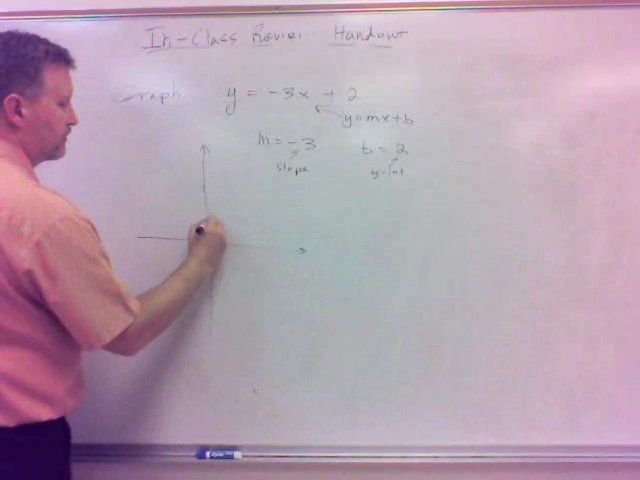 In-Class Review Handout
Graph y = -3x + 2
y=mx+b
m = -3 b = 2
slope y-int